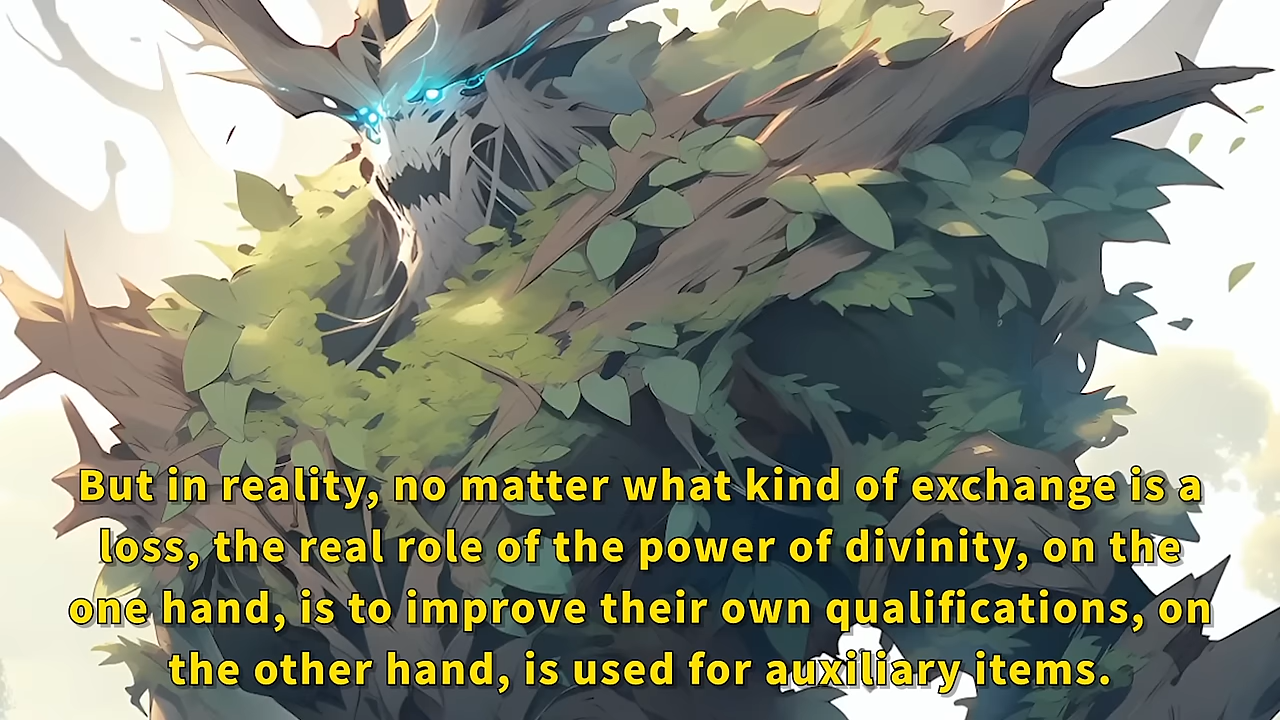 But in reality, no matter what kind of exchange is a
loss, the real role of the power of divinity, on the
one hand, is to improve their own qualifications, on
the other hand, is used for auxiliary items.